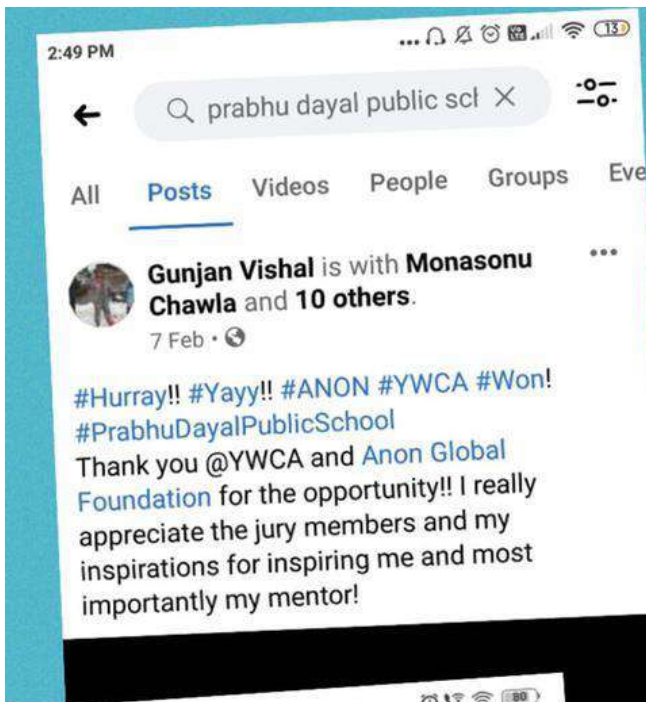 2:49 PM
... VO LTE 13
prabhu dayal public scl
All Posts Videos People Groups Eve
Gunjan Vishal is with Monasonu
Chawla and 10 others.
7 Feb
#Hurray!! #Yayy!! #ANON #YWCA #Won!
#PrabhuDayalPublicSchool
Thank you @YWCA and Anon Global
Foundation for the opportunity!! I really
appreciate the jury members and my
inspirations for inspiring me and most
importantly my mentor!
80